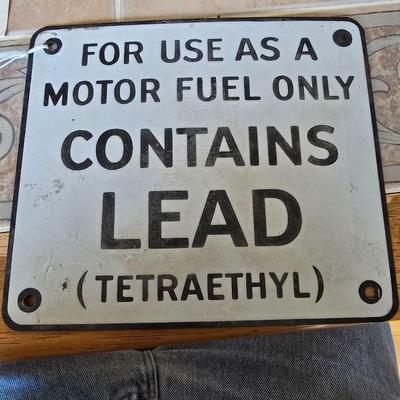 FOR USE AS A
MOTOR FUEL ONLY
CONTAINS
LEAD
(TETRAETHYL)